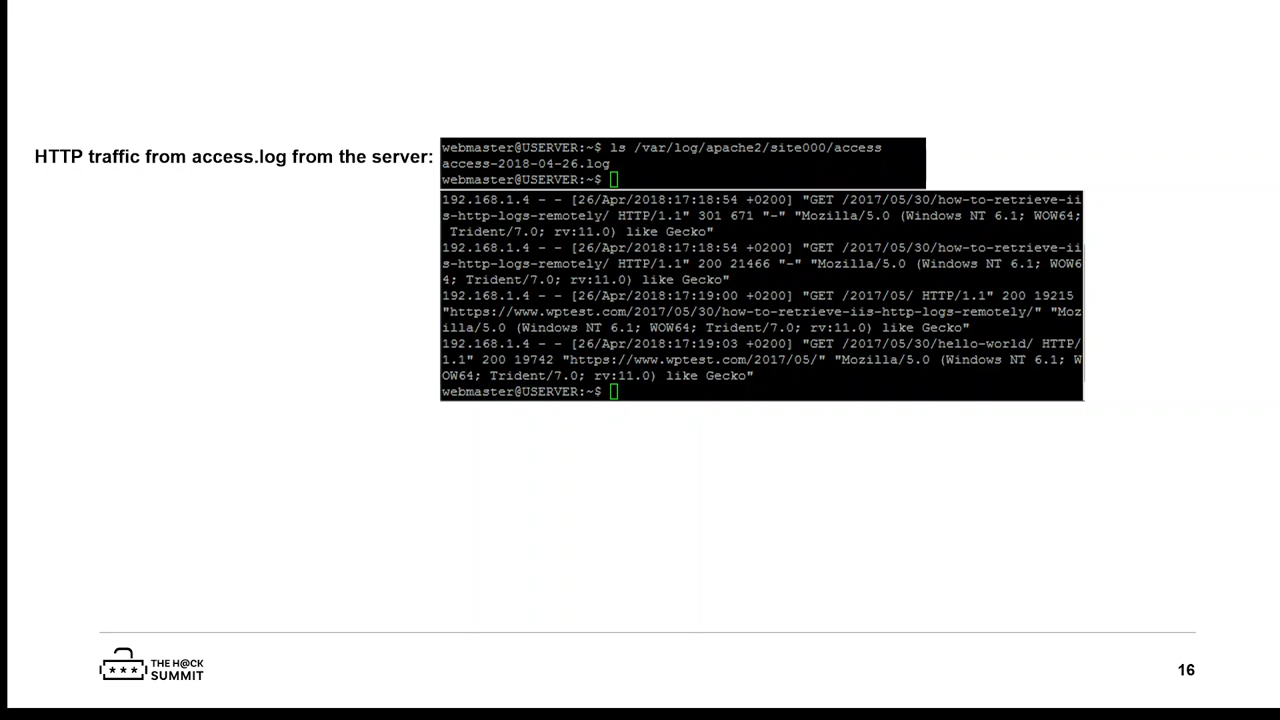 HTTP traffic from access.log from the server:
webmaster@USERVER:~$ ls /var/log/apache2/site000/access
access-2018-04-26.log
webmaster@USERVER:~$
192.168.1.4 - - [26/Apr/2018:17:18:54 +0200] "GET /2017/05/30/how-to-retrieve-ii
s-http-logs-remotely/ HTTP/1.1" 301 671 "-" "Mozilla/5.0 (Windows NT 6.1; WOW64;
Trident/7.0; rv:11.0) like Gecko"
192.168.1.4 - - [26/Apr/2018:17:18:54 +0200] "GET /2017/05/30/how-to-retrieve-ii
s-http-logs-remotely/ HTTP/1.1" 200 21466 "-" "Mozilla/5.0 (Windows NT 6.1; WOW6
4; Trident/7.0; rv:11.0) like Gecko"
192.168.1.4 - - [26/Apr/2018:17:19:00 +0200] "GET /2017/05/ HTTP/1.1" 200 19215
"https://www.wptest.com/2017/05/30/how-to-retrieve-iis-http-logs-remotely/" "Moz
illa/5.0 (Windows NT 6.1; WOW64; Trident/7.0; rv:11.0) like Gecko"
192.168.1.4 - - [26/Apr/2018:17:19:03 +0200] "GET /2017/05/30/hello-world/ HTTP/
1.1" 200 19742 "https://www.wptest.com/2017/05/" "Mozilla/5.0 (Windows NT 6.1; W
OW64; Trident/7.0; rv:11.0) like Gecko"
webmaster@USERVER:~$
THE H@CK
SUMMIT
16